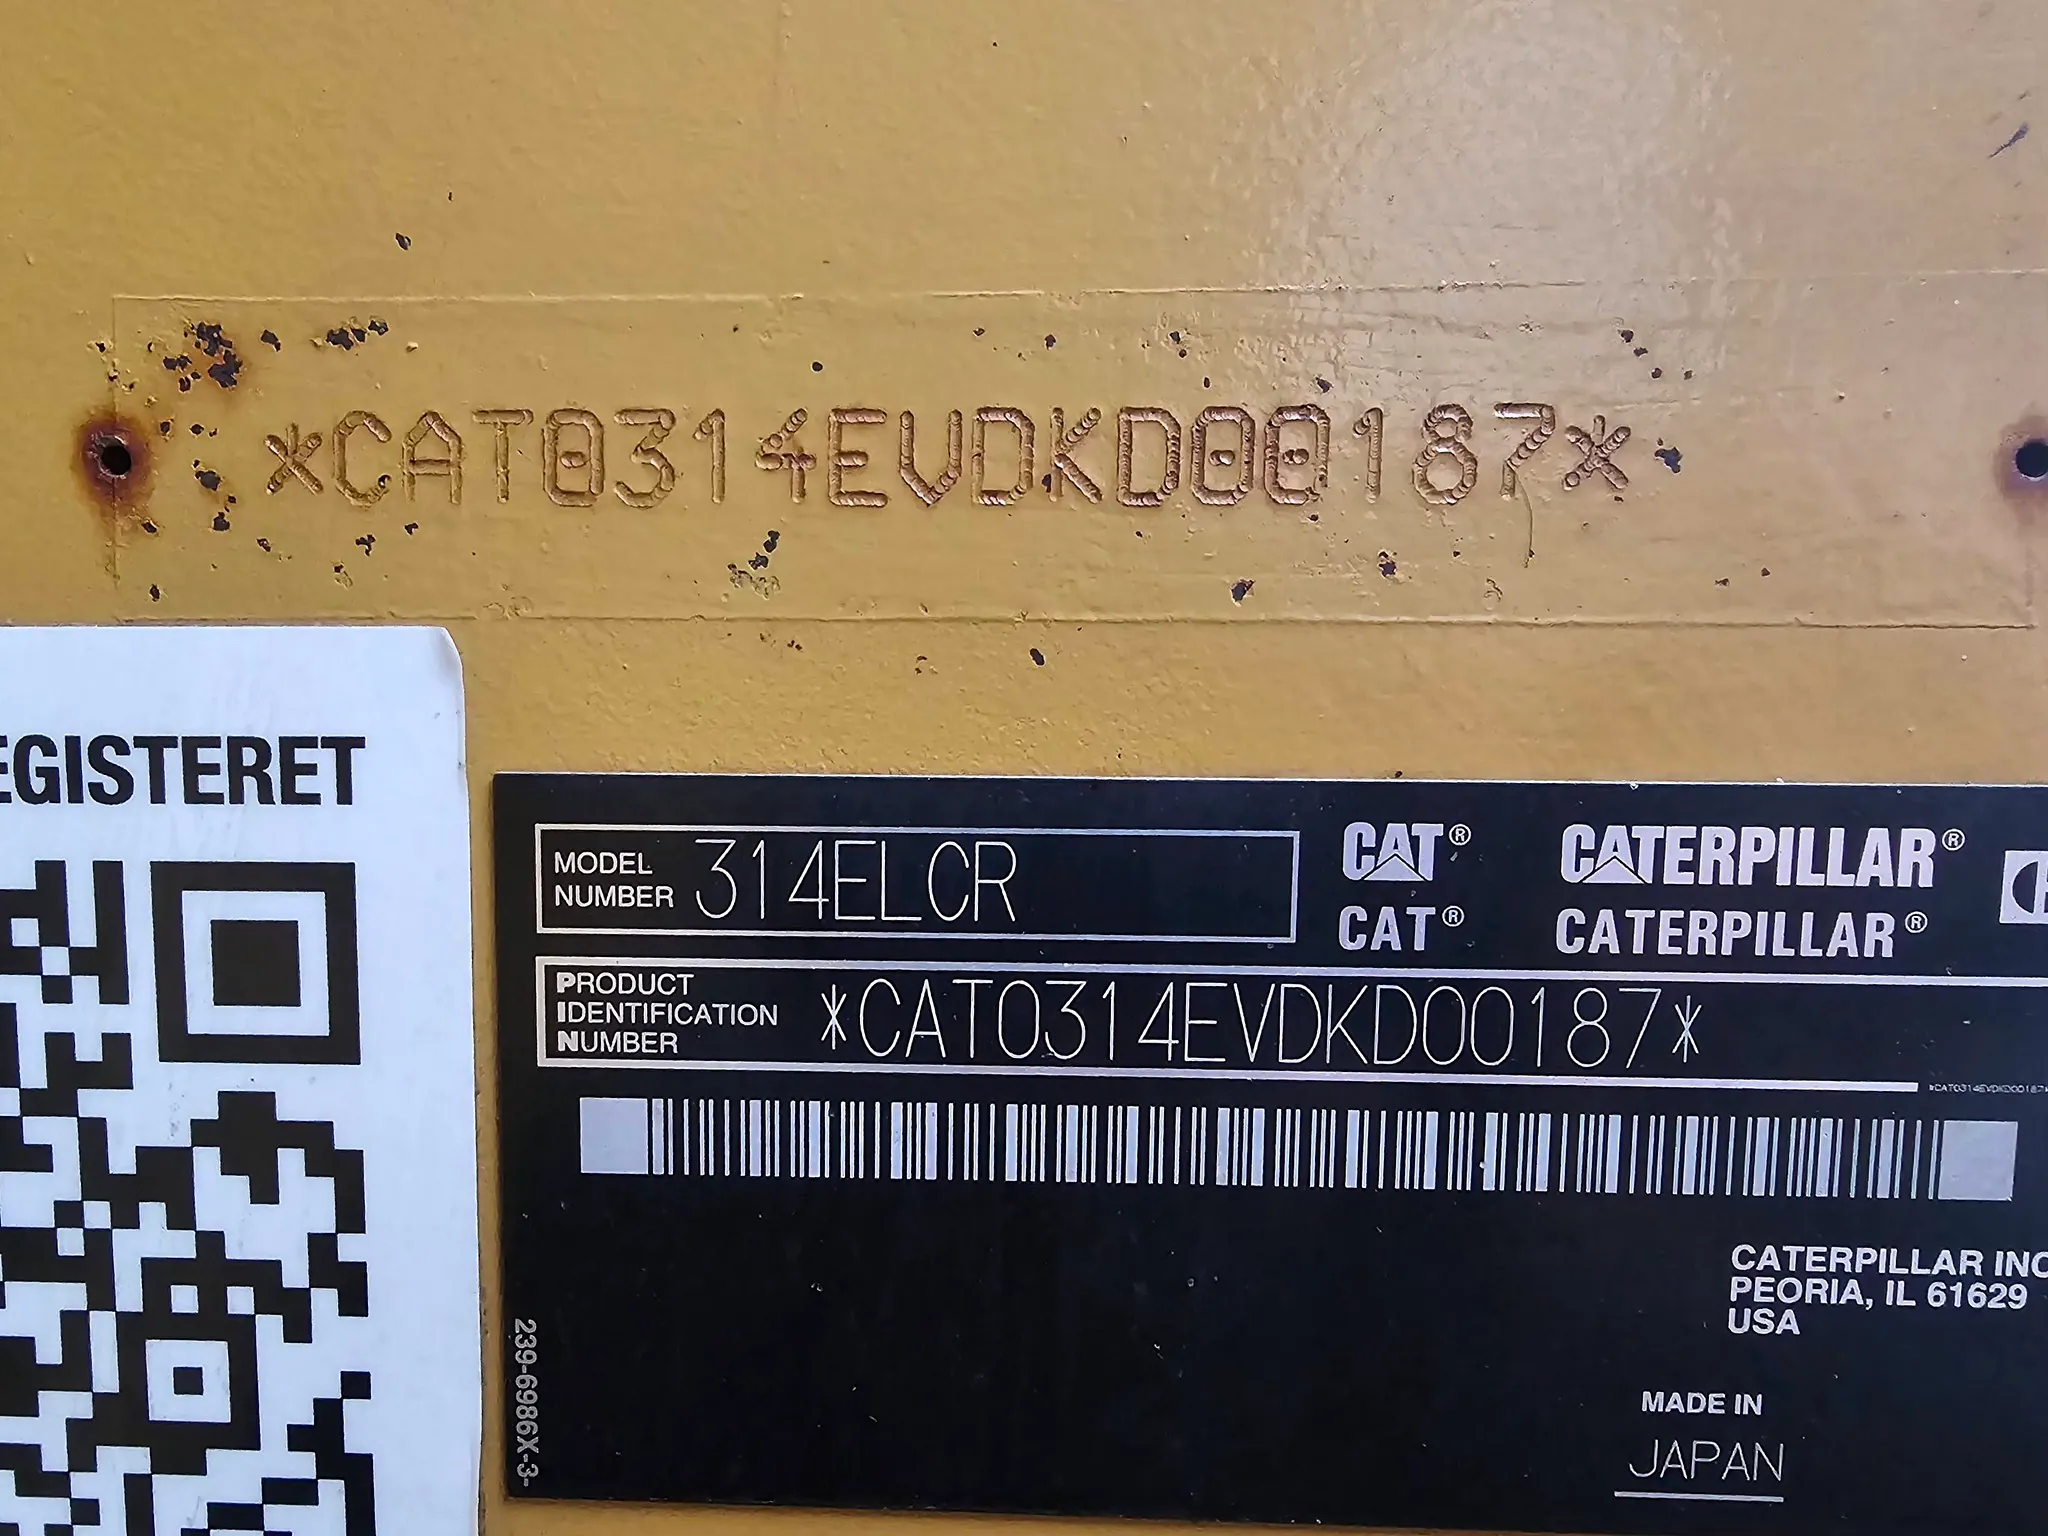 *CAT0314EVDKD00187*
EGISTERET
MODEL NUMBER 314ELCR
CAT® CATERPILLAR®
CAT® CATERPILLAR®
PRODUCT IDENTIFICATION NUMBER *CAT0314EVDKD00187*
*CAT0314EVDKD00187*
CATERPILLAR INC
PEORIA, IL 61629
USA
239-6986X-3-
MADE IN
JAPAN